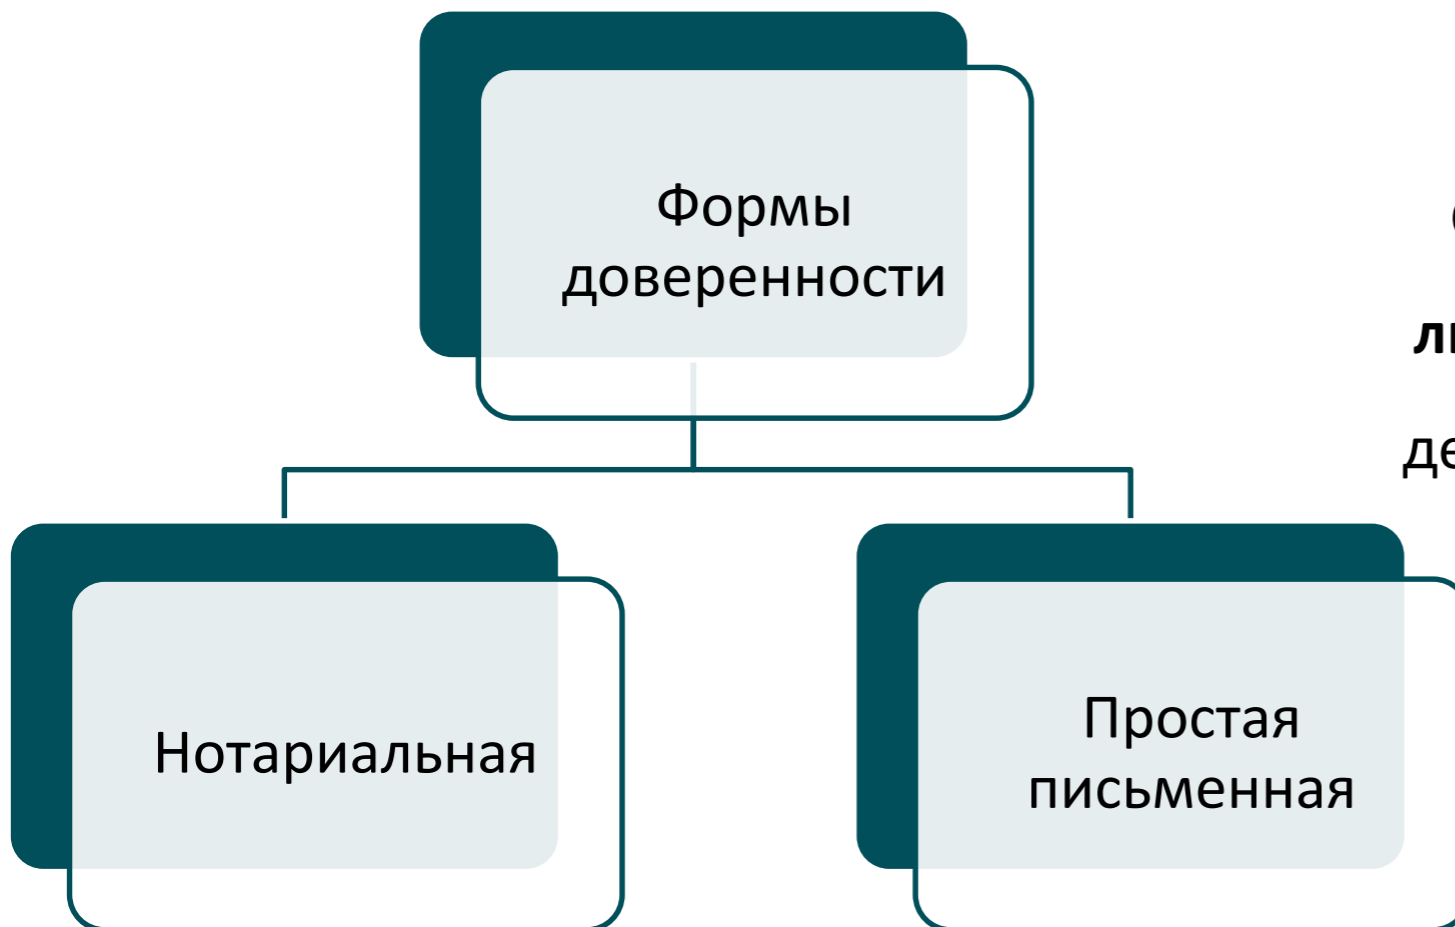 Формы
доверенности
Нотариальная
Простая
письменная